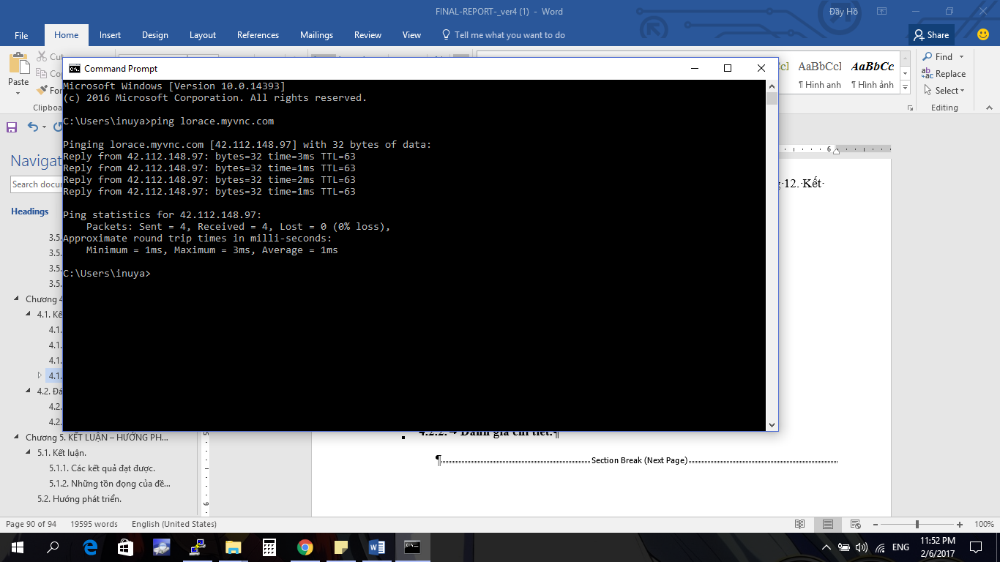 FINAL-REPORT-_ver4 (1) - Word
Đầy Hồ
File Home Insert Design Layout References Mailings Review View Tell me what you want to do
Share
Cut
Paste
Find
Replace
Select
Editing
AaBbCcI AaBbCc
¶ Hình anh ¶ Hình ảnh
Command Prompt
Microsoft Windows [Version 10.0.14393]
(c) 2016 Microsoft Corporation. All rights reserved.
C:\Users\inuya>ping lorace.myvnc.com
Pinging lorace.myvnc.com [42.112.148.97] with 32 bytes of data:
Reply from 42.112.148.97: bytes=32 time=3ms TTL=63
Reply from 42.112.148.97: bytes=32 time=1ms TTL=63
Reply from 42.112.148.97: bytes=32 time=2ms TTL=63
Reply from 42.112.148.97: bytes=32 time=1ms TTL=63
Ping statistics for 42.112.148.97:
Packets: Sent = 4, Received = 4, Lost = 0 (0% loss),
Approximate round trip times in milli-seconds:
Minimum = 1ms, Maximum = 3ms, Average = 1ms
C:\Users\inuya>
Headings
3.5.
3.5.
3.5.
3.5.
Chương 4
4.1. Kế
4.1.
4.1.
4.1.
4.1.
4.2. Đá
4.2.
4.2.
Chương 5. KẾT LUẬN – HƯỚNG PH...
5.1. Kết luận.
5.1.1. Các kết quả đạt được.
5.1.2. Những tồn đọng của đề...
5.2. Hướng phát triển.
6
12. Kết
4.2.2. Đánh giá chi tiết.¶
¶ Section Break (Next Page)
Page 90 of 94 19595 words English (United States)
100%
ENG
11:52 PM
2/6/2017